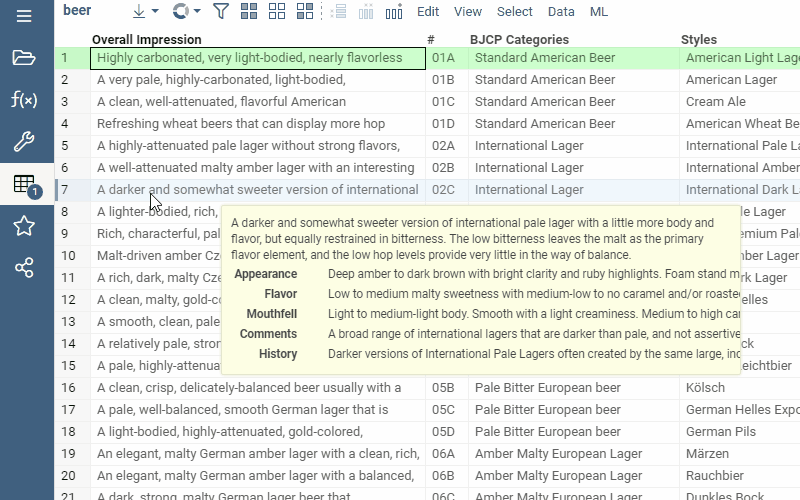 beer
Edit View Select Data ML
Overall Impression # BJCP Categories Styles
1 Highly carbonated, very light-bodied, nearly flavorless 01A Standard American Beer American Light Lage
2 A very pale, highly-carbonated, light-bodied, 01B Standard American Beer American Lager
3 A clean, well-attenuated, flavorful American 01C Standard American Beer Cream Ale
4 Refreshing wheat beers that can display more hop 01D Standard American Beer American Wheat Be
5 A highly-attenuated pale lager without strong flavors, 02A International Lager International Pale L
6 A well-attenuated malty amber lager with an interesting 02B International Lager International Amber
f(x)
1
7 A darker and somewhat sweeter version of international 02C International Lager International Dark L
8 A lighter-bodied, rich, le Lager
9 Rich, characterful, pal emium Pale
10 Malt-driven amber Cze Lager
11 A rich, dark, malty Cze rk Lager
12 A clean, malty, gold-co elles
13 A smooth, clean, pale
14 A relatively pale, stron ck
15 A pale, highly-attenua eichtbier
A darker and somewhat sweeter version of international pale lager with a little more body and
flavor, but equally restrained in bitterness. The low bitterness leaves the malt as the primary
flavor element, and the low hop levels provide very little in the way of balance.
Appearance Deep amber to dark brown with bright clarity and ruby highlights. Foam stand m
Flavor Low to medium malty sweetness with medium-low to no caramel and/or roaste
Mouthfell Light to medium-light body. Smooth with a light creaminess. Medium to high car
Comments A broad range of international lagers that are darker than pale, and not assertive
History Darker versions of International Pale Lagers often created by the same large, ind
16 A clean, crisp, delicately-balanced beer usually with a 05B Pale Bitter European beer Kölsch
17 A pale, well-balanced, smooth German lager that is 05C Pale Bitter European beer German Helles Expo
18 A light-bodied, highly-attenuated, gold-colored, 05D Pale Bitter European beer German Pils
19 An elegant, malty German amber lager with a clean, rich, 06A Amber Malty European Lager Märzen
20 An elegant, malty German amber lager with a balanced, 06B Amber Malty European Lager Rauchbier
21 A dark, strong, malty German lager beer that 06C Amber Malty European Lager Dunkles Bock